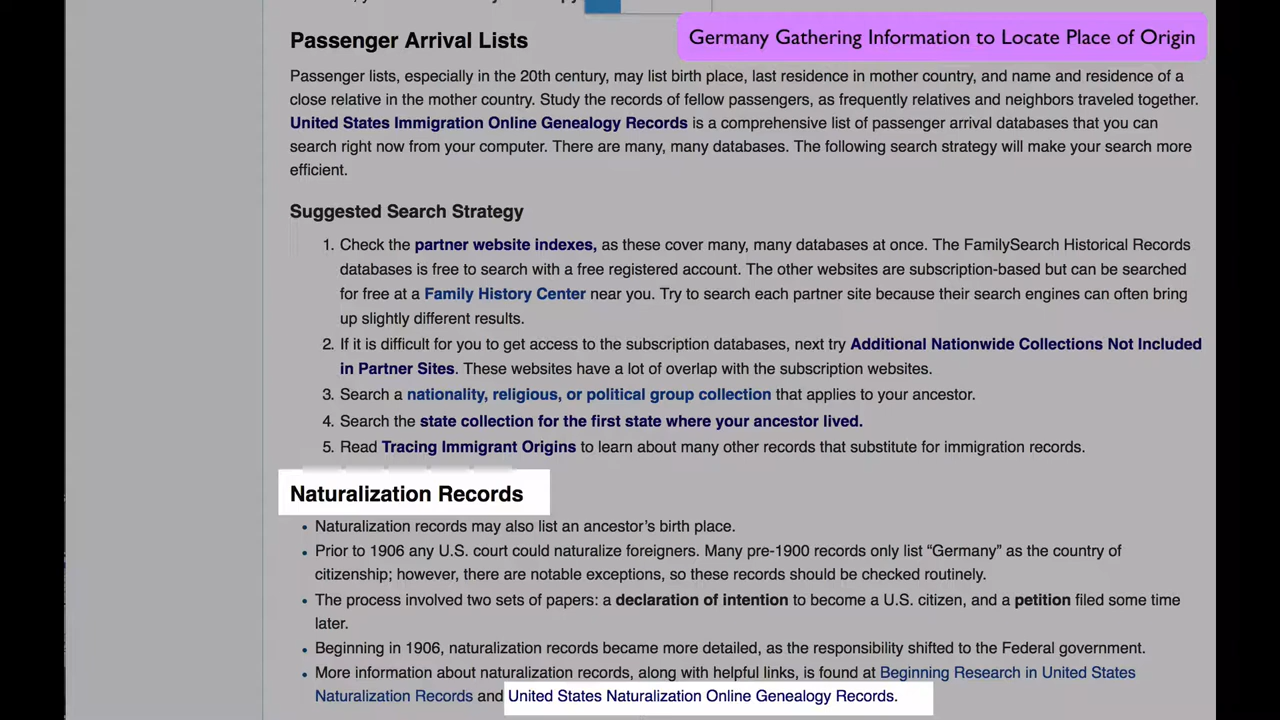 Germany Gathering Information to Locate Place of Origin
Passenger Arrival Lists
Passenger lists, especially in the 20th century, may list birth place, last residence in mother country, and name and residence of a
close relative in the mother country. Study the records of fellow passengers, as frequently relatives and neighbors traveled together.
United States Immigration Online Genealogy Records is a comprehensive list of passenger arrival databases that you can
search right now from your computer. There are many, many databases. The following search strategy will make your search more
efficient.
Suggested Search Strategy
1. Check the partner website indexes, as these cover many, many databases at once. The FamilySearch Historical Records
databases is free to search with a free registered account. The other websites are subscription-based but can be searched
for free at a Family History Center near you. Try to search each partner site because their search engines can often bring
up slightly different results.
2. If it is difficult for you to get access to the subscription databases, next try Additional Nationwide Collections Not Included
in Partner Sites. These websites have a lot of overlap with the subscription websites.
3. Search a nationality, religious, or political group collection that applies to your ancestor.
4. Search the state collection for the first state where your ancestor lived.
5. Read Tracing Immigrant Origins to learn about many other records that substitute for immigration records.
Naturalization Records
• Naturalization records may also list an ancestor’s birth place.
• Prior to 1906 any U.S. court could naturalize foreigners. Many pre-1900 records only list “Germany” as the country of
citizenship; however, there are notable exceptions, so these records should be checked routinely.
• The process involved two sets of papers: a declaration of intention to become a U.S. citizen, and a petition filed some time
later.
• Beginning in 1906, naturalization records became more detailed, as the responsibility shifted to the Federal government.
• More information about naturalization records, along with helpful links, is found at Beginning Research in United States
Naturalization Records and United States Naturalization Online Genealogy Records.